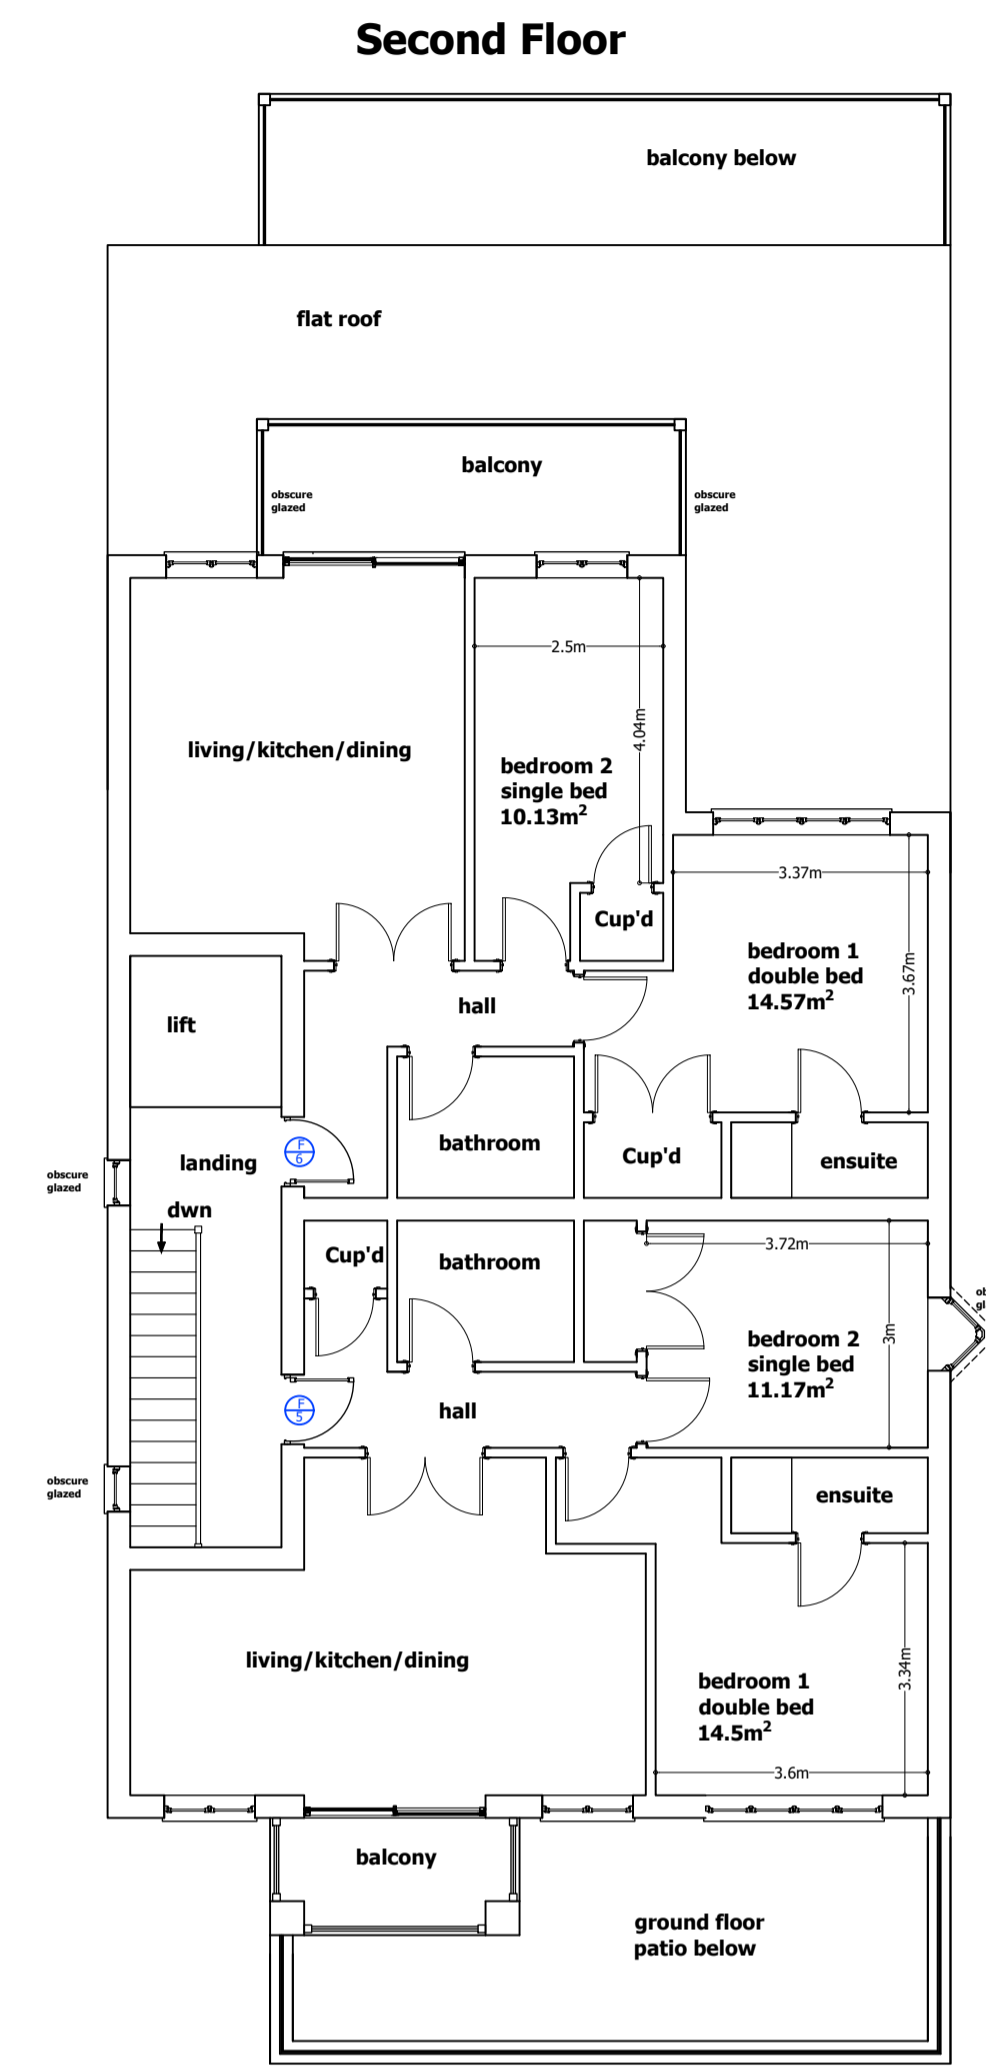 Second Floor
balcony below
flat roof
balcony
obscure
glazed
obscure
glazed
2.5m
living/kitchen/dining
4.04m
bedroom 2
single bed
10.13m²
3.37m
Cup'd
bedroom 1
double bed
14.57m²
3.67m
hall
lift
bathroom
F
6
landing
Cup'd
ensuite
obscure
glazed
dwn
Cup'd
bathroom
3.72m
bedroom 2
single bed
11.17m²
3m
F
5
hall
obscure
glazed
ensuite
living/kitchen/dining
bedroom 1
double bed
14.5m²
3.34m
3.6m
balcony
ground floor
patio below